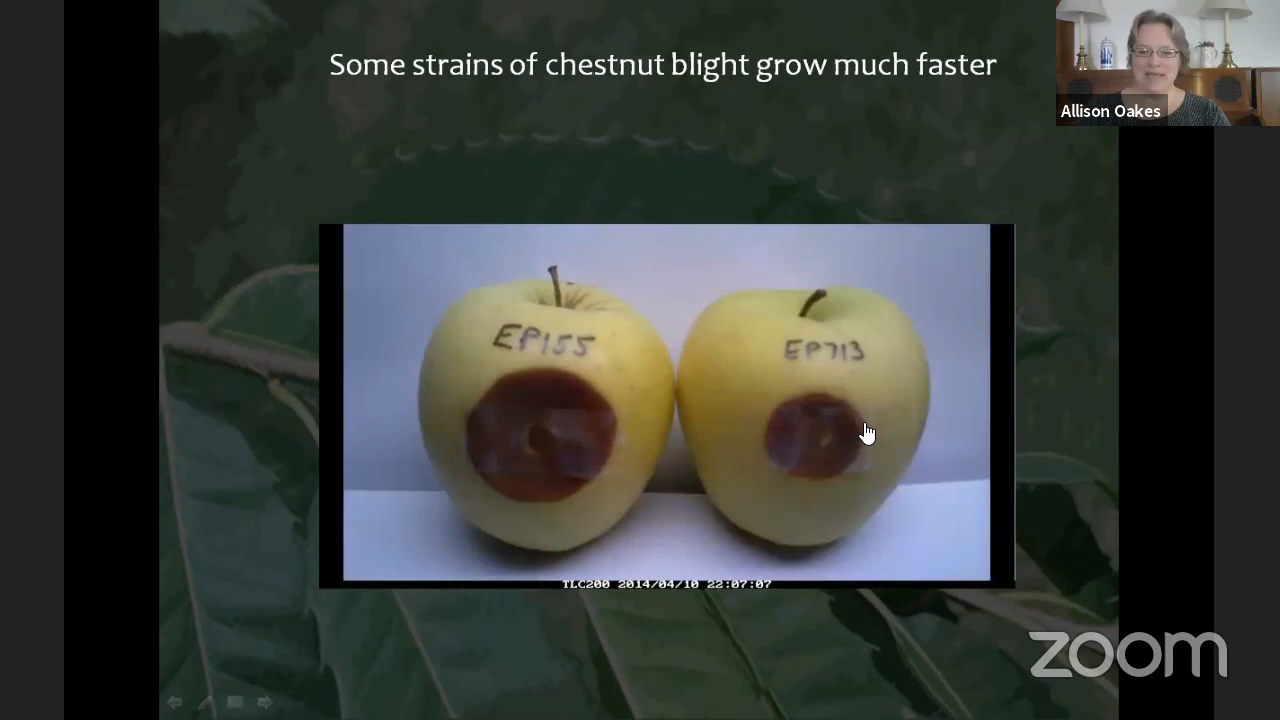 Some strains of chestnut blight grow much faster
Allison Oakes
EP155
EP713
TLC200 2014/04/10 22:07:07
zoom